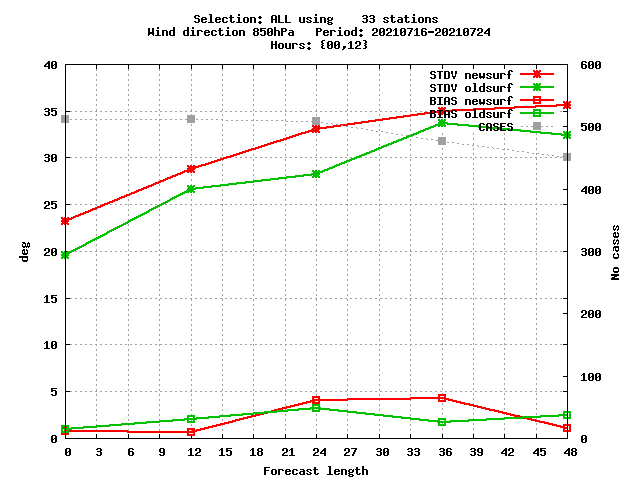 Selection: ALL using    33 stations
Wind direction 850hPa   Period: 20210716-20210724
Hours: {00,12}
40 600
STDV newsurf
STDV oldsurf
BIAS newsurf
BIAS oldsurf
CASES
35 500
30 400
25
20 300
15 200
10
5 100
0 0
deg
No cases
0 3 6 9 12 15 18 21 24 27 30 33 36 39 42 45 48
Forecast length